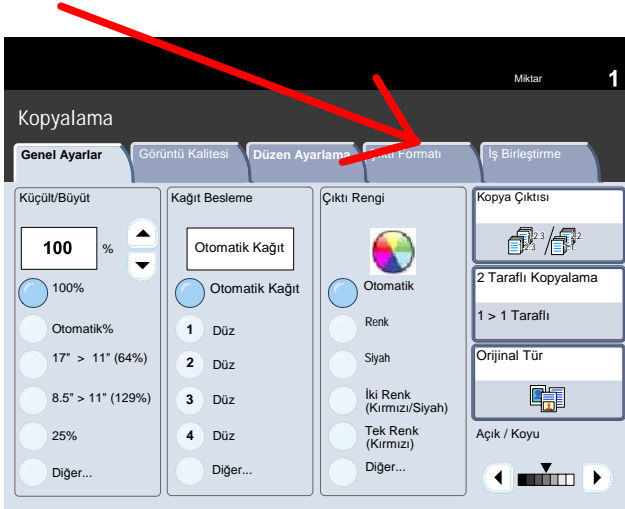 Miktar 1
Kopyalama
Genel Ayarlar
Görüntü Kalitesi
Düzen Ayarlama
Çıktı Formatı
İş Birleştirme
Küçült/Büyüt
100 %
100%
Otomatik%
17" > 11" (64%)
8.5" > 11" (129%)
25%
Diğer...
Kağıt Besleme
Otomatik Kağıt
Otomatik Kağıt
1 Düz
2 Düz
3 Düz
4 Düz
Diğer...
Çıktı Rengi
Otomatik
Renk
Siyah
İki Renk
(Kırmızı/Siyah)
Tek Renk
(Kırmızı)
Diğer...
Kopya Çıktısı
2 Taraflı Kopyalama
1 > 1 Taraflı
Orijinal Tür
Açık / Koyu